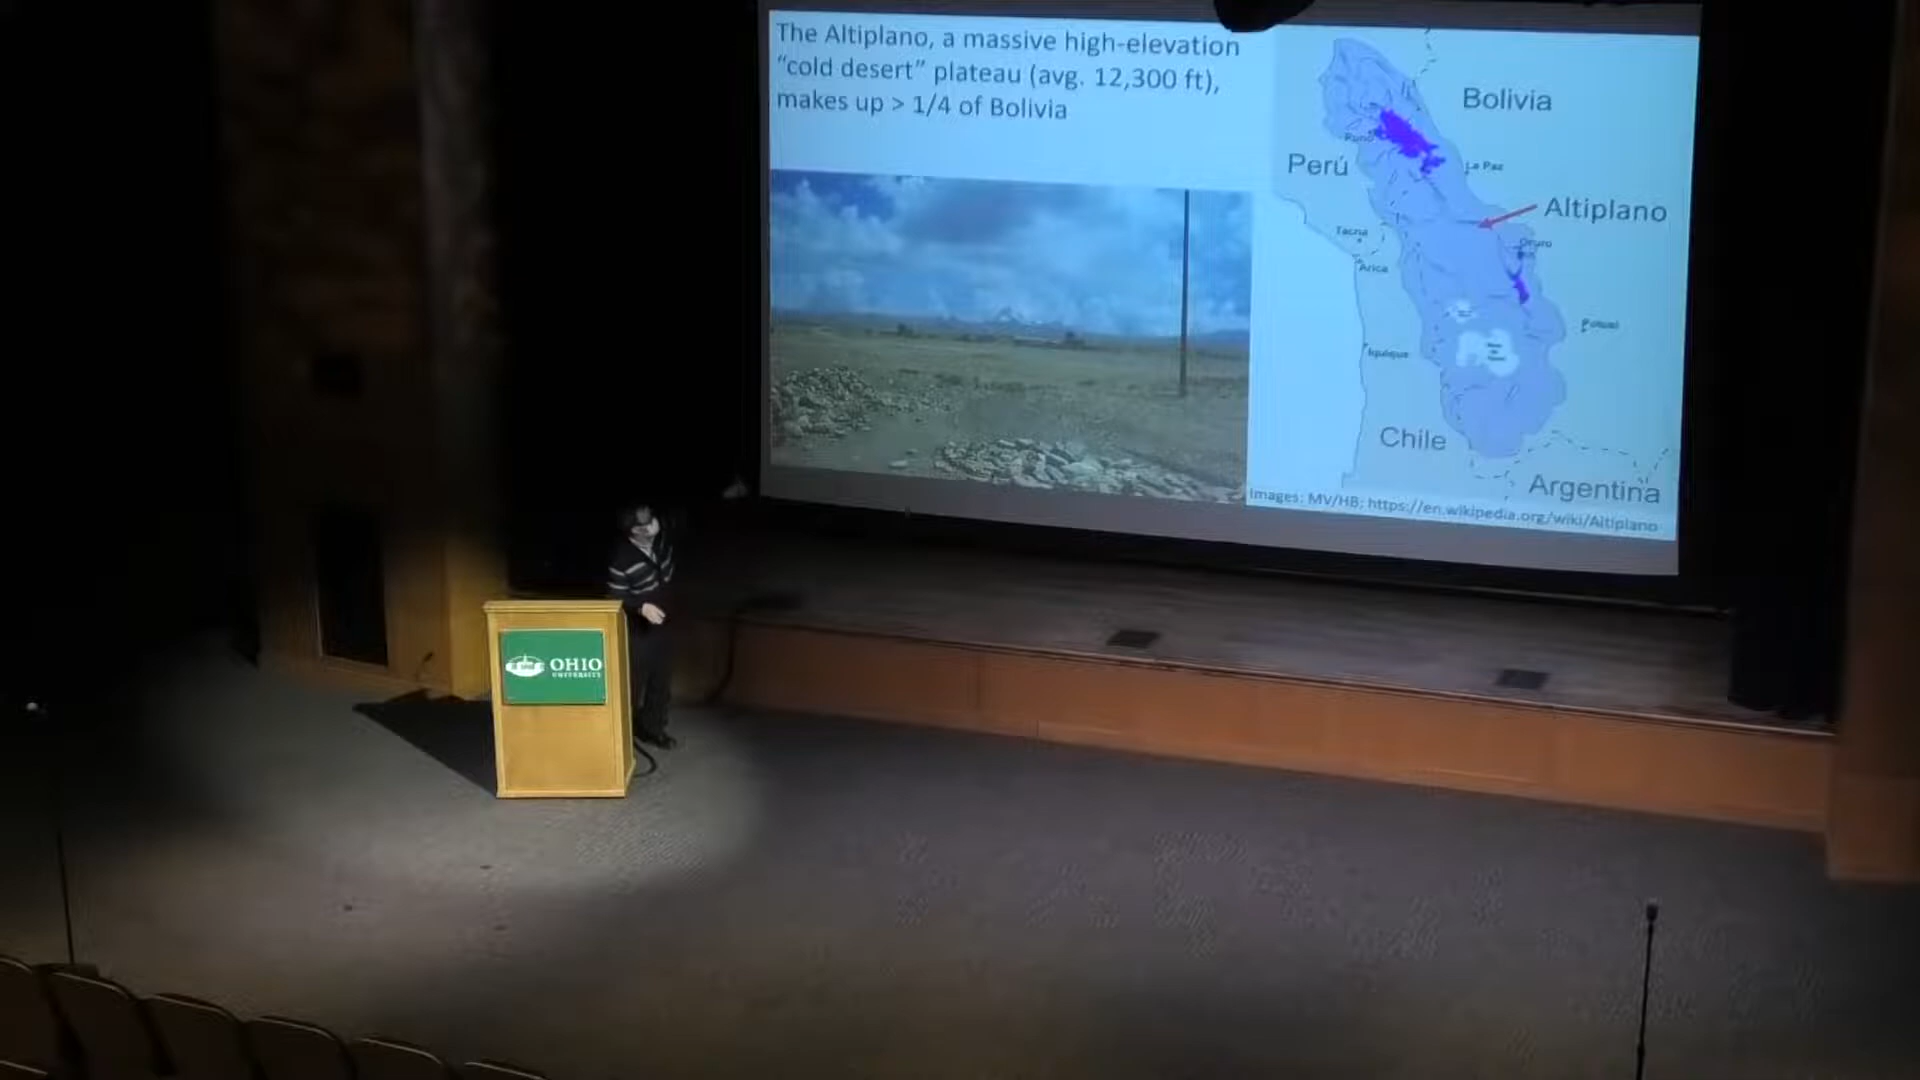 The Altiplano, a massive high-elevation
"cold desert" plateau (avg. 12,300 ft),
makes up > 1/4 of Bolivia
Bolivia
Puno
Perú
La Paz
Altiplano
Tacna
Oruro
Arica
Potosí
Iquique
Chile
Argentina
Images: MV/HB; https://en.wikipedia.org/wiki/Altiplano
OHIO
UNIVERSITY